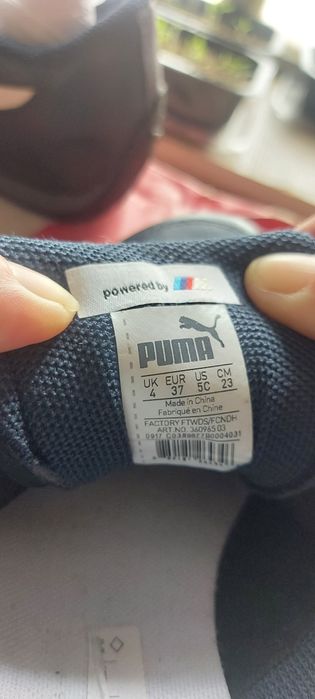 powered by
PUMA
UK EUR US CM
4 37 5C 23
Made in China
Fabriqué en Chine
FACTORY FTWDS/FCNDH
ART.NO. 360965 03